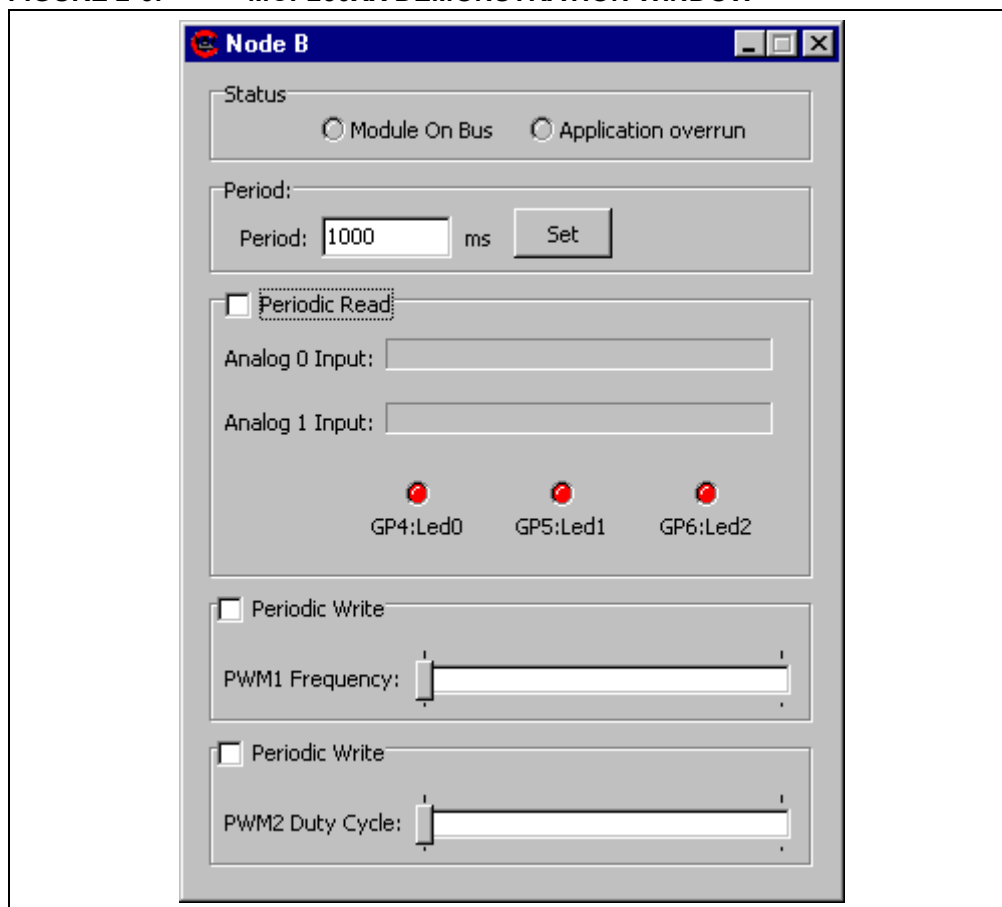 Node B
Status
Module On Bus Application overrun
Period:
Period: 1000 ms Set
Periodic Read
Analog 0 Input:
Analog 1 Input:
GP4:Led0 GP5:Led1 GP6:Led2
Periodic Write
PWM1 Frequency:
Periodic Write
PWM2 Duty Cycle: